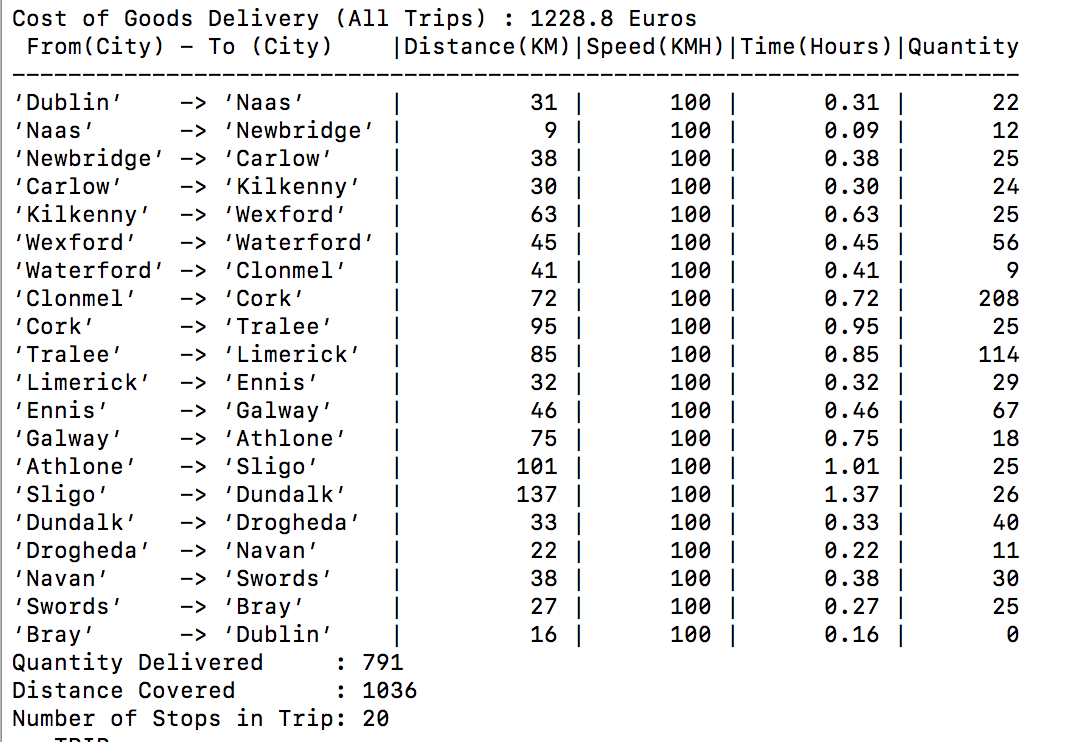 Cost of Goods Delivery (All Trips) : 1228.8 Euros
 From(City) – To (City)    |Distance(KM)|Speed(KMH)|Time(Hours)|Quantity
------------------------------------------------------------------------
‘Dublin’    –> ‘Naas’      |         31 |      100 |      0.31 |      22
‘Naas’      –> ‘Newbridge’ |          9 |      100 |      0.09 |      12
‘Newbridge’ –> ‘Carlow’    |         38 |      100 |      0.38 |      25
‘Carlow’    –> ‘Kilkenny’  |         30 |      100 |      0.30 |      24
‘Kilkenny’  –> ‘Wexford’   |         63 |      100 |      0.63 |      25
‘Wexford’   –> ‘Waterford’ |         45 |      100 |      0.45 |      56
‘Waterford’ –> ‘Clonmel’   |         41 |      100 |      0.41 |       9
‘Clonmel’   –> ‘Cork’      |         72 |      100 |      0.72 |     208
‘Cork’      –> ‘Tralee’    |         95 |      100 |      0.95 |      25
‘Tralee’    –> ‘Limerick’  |         85 |      100 |      0.85 |     114
‘Limerick’  –> ‘Ennis’     |         32 |      100 |      0.32 |      29
‘Ennis’     –> ‘Galway’    |         46 |      100 |      0.46 |      67
‘Galway’    –> ‘Athlone’   |         75 |      100 |      0.75 |      18
‘Athlone’   –> ‘Sligo’     |        101 |      100 |      1.01 |      25
‘Sligo’     –> ‘Dundalk’   |        137 |      100 |      1.37 |      26
‘Dundalk’   –> ‘Drogheda’  |         33 |      100 |      0.33 |      40
‘Drogheda’  –> ‘Navan’     |         22 |      100 |      0.22 |      11
‘Navan’     –> ‘Swords’    |         38 |      100 |      0.38 |      30
‘Swords’    –> ‘Bray’      |         27 |      100 |      0.27 |      25
‘Bray’      –> ‘Dublin’    |         16 |      100 |      0.16 |       0
Quantity Delivered     : 791
Distance Covered       : 1036
Number of Stops in Trip: 20